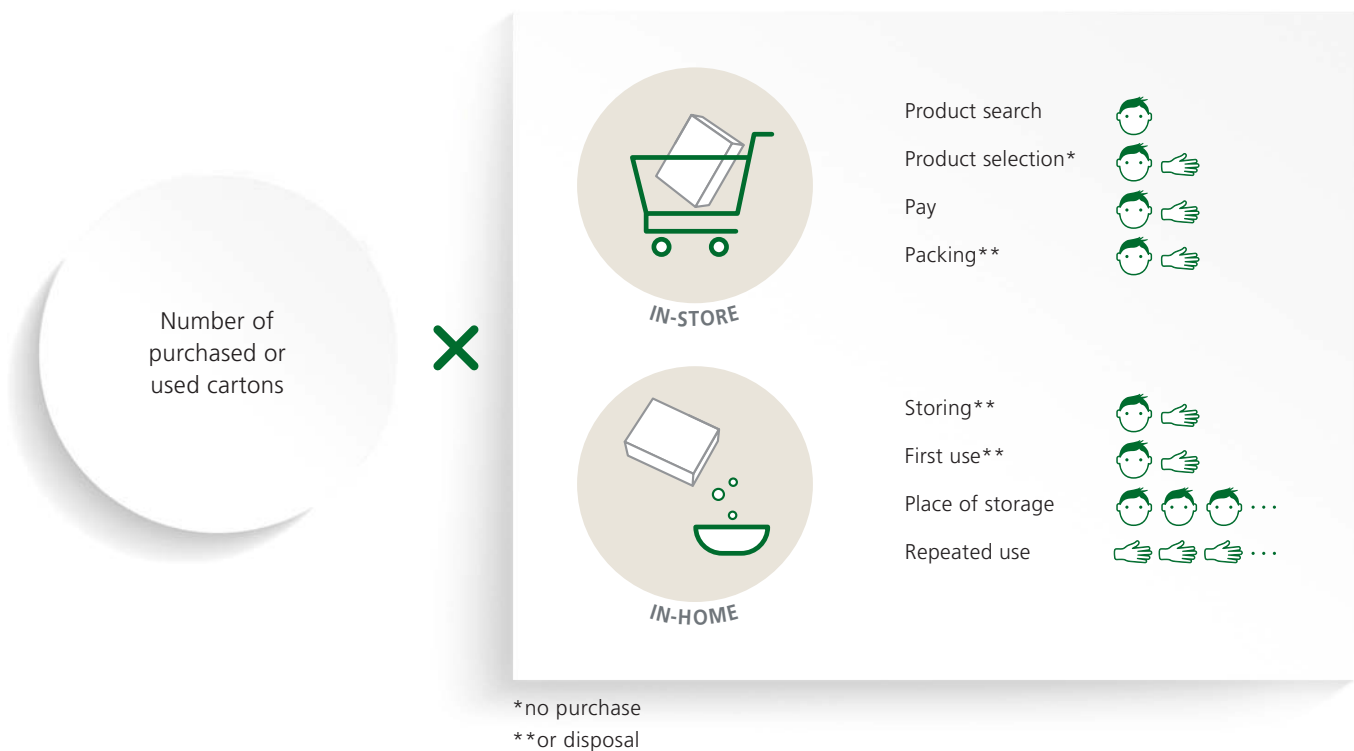 Number of
purchased or
used cartons
IN-STORE
Product search
Product selection*
Pay
Packing**
IN-HOME
Storing**
First use**
Place of storage
Repeated use
*no purchase
**or disposal